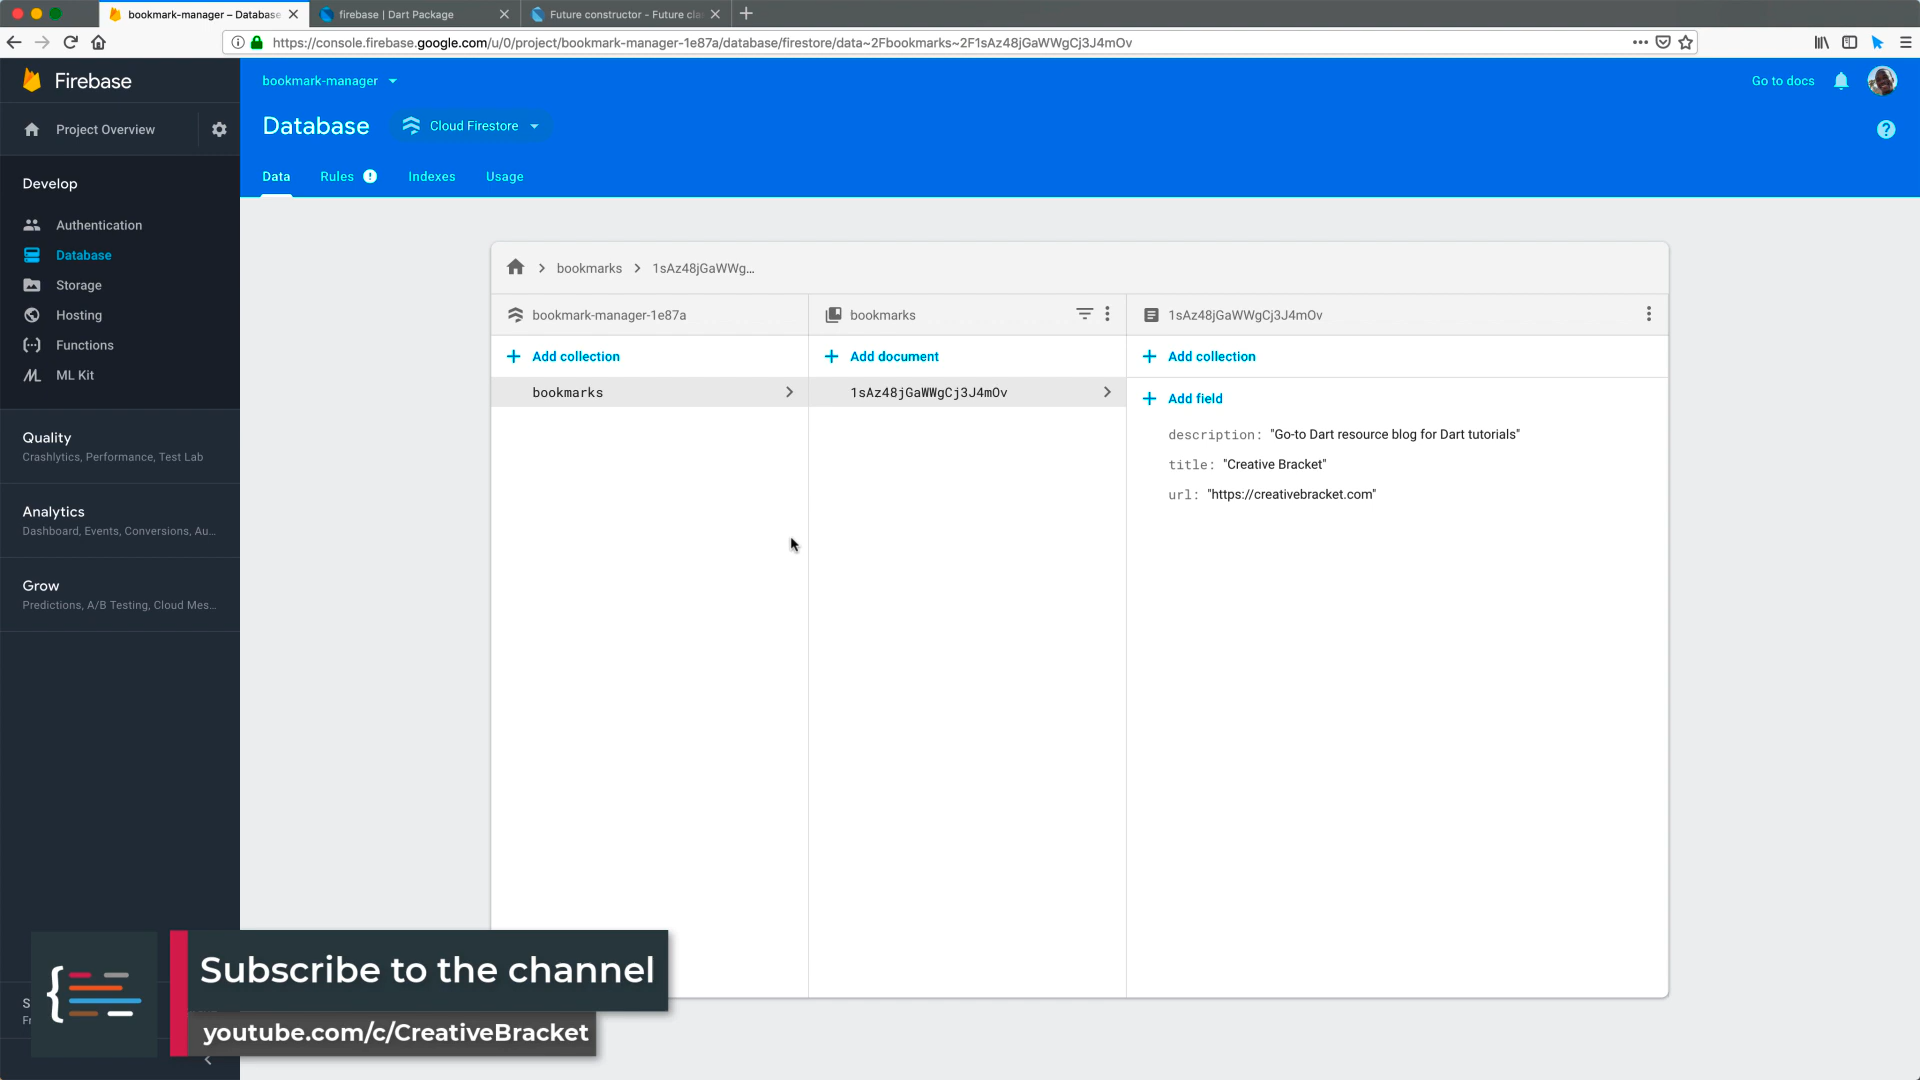 bookmark-manager – Database
firebase | Dart Package
Future constructor - Future cla
https://console.firebase.google.com/u/0/project/bookmark-manager-1e87a/database/firestore/data~2Fbookmarks~2F1sAz48jGaWWgCj3J4mOv
Firebase
bookmark-manager
Go to docs
Project Overview
Database
Cloud Firestore
Data
Rules
Indexes
Usage
Develop
Authentication
Database
Storage
Hosting
Functions
ML Kit
Quality
Crashlytics, Performance, Test Lab
Analytics
Dashboard, Events, Conversions, Au...
Grow
Predictions, A/B Testing, Cloud Mes...
bookmarks
1sAz48jGaWWg...
bookmark-manager-1e87a
bookmarks
1sAz48jGaWWgCj3J4mOv
Add collection
Add document
Add collection
bookmarks
1sAz48jGaWWgCj3J4mOv
Add field
description: "Go-to Dart resource blog for Dart tutorials"
title: "Creative Bracket"
url: "https://creativebracket.com"
Subscribe to the channel
youtube.com/c/CreativeBracket